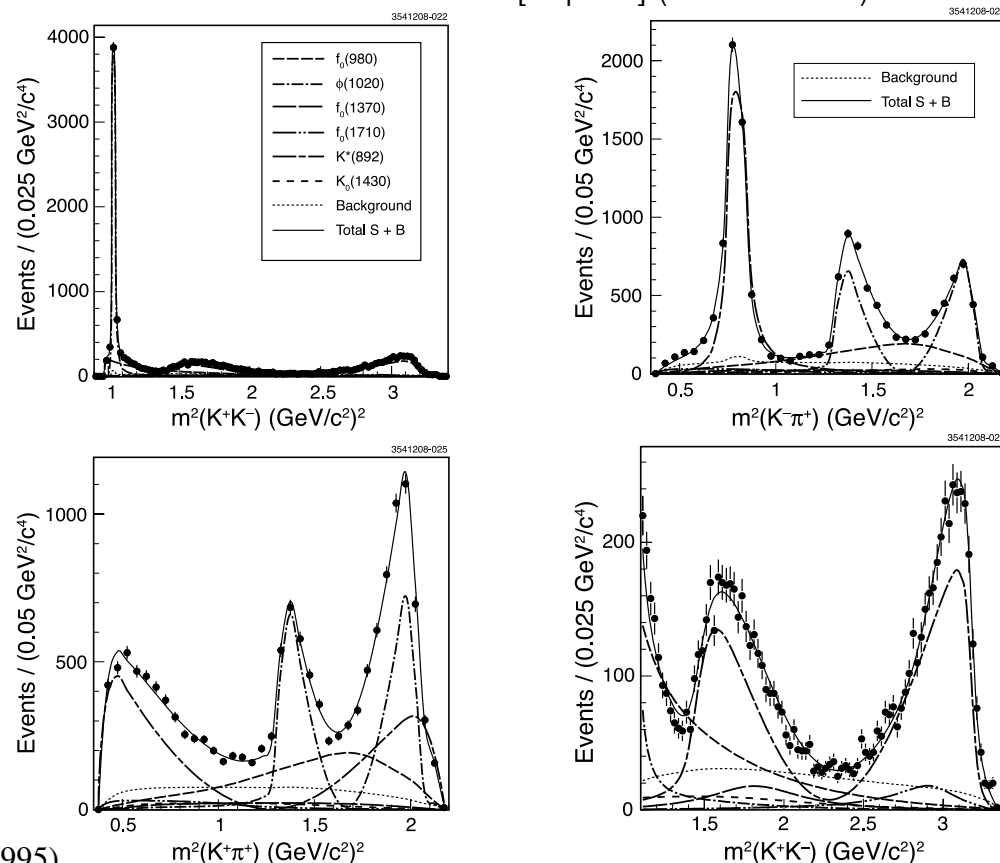 3541208-022
4000
3000
2000
1000
0
Events / (0.025 GeV²/c⁴)
f₀(980)
ϕ(1020)
f₀(1370)
f₀(1710)
K*(892)
K₀(1430)
Background
Total S + B
1 1.5 2 2.5 3
m²(K⁺K⁻) (GeV/c²)²
3541208-02
2000
1500
1000
500
0
Events / (0.05 GeV²/c⁴)
Background
Total S + B
0.5 1 1.5 2
m²(K⁻π⁺) (GeV/c²)²
3541208-025
1000
500
0
Events / (0.05 GeV²/c⁴)
0.5 1 1.5 2
m²(K⁺π⁺) (GeV/c²)²
3541208-02
200
100
0
Events / (0.025 GeV²/c⁴)
1.5 2 2.5 3
m²(K⁺K⁻) (GeV/c²)²
995)